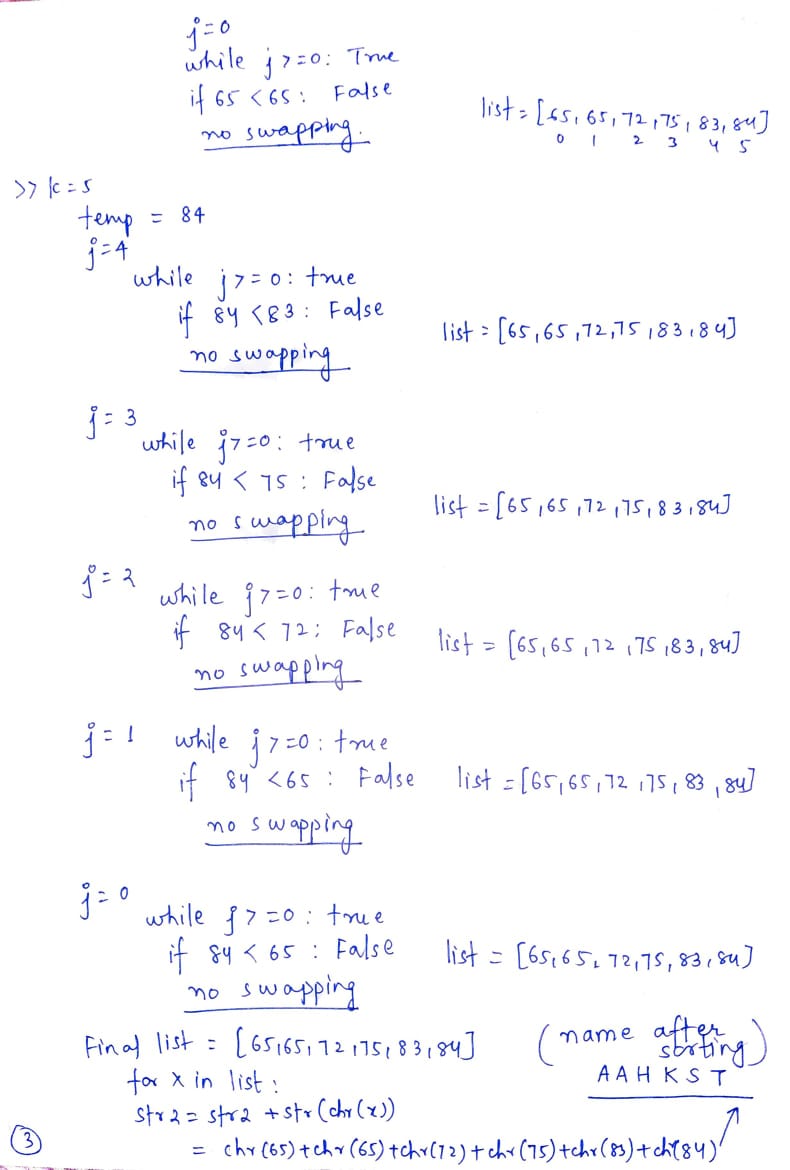 j=0
while j>=0: True
if 65 <65: False
no swapping.
list = [65, 65, 72, 75, 83, 84]
0 1 2 3 4 5
>> k=5
temp = 84
j=4
while j>=0: true
if 84 <83: False
no swapping
list = [65,65,72,75,83,84]
j=3
while j>=0: true
if 84 < 75: False
no swapping
list = [65,65,72,75,83,84]
j=2
while j>=0: true
if 84< 72; False
no swapping
list = [65,65,72,75,83,84]
j=1 while j>=0: true
if 84 <65: False
no swapping
list = [65,65,72,75,83,84]
j=0
while j>=0: true
if 84 < 65: False
no swapping
list = [65,65,72,75,83,84]
Final list = [65,65,72,75,83,84]
(name after sorting)
AAHKST
for x in list:
str2 = str2 + str(chr(x))
= chr(65)+chr(65)+chr(72)+chr(75)+chr(83)+chr(84)
3